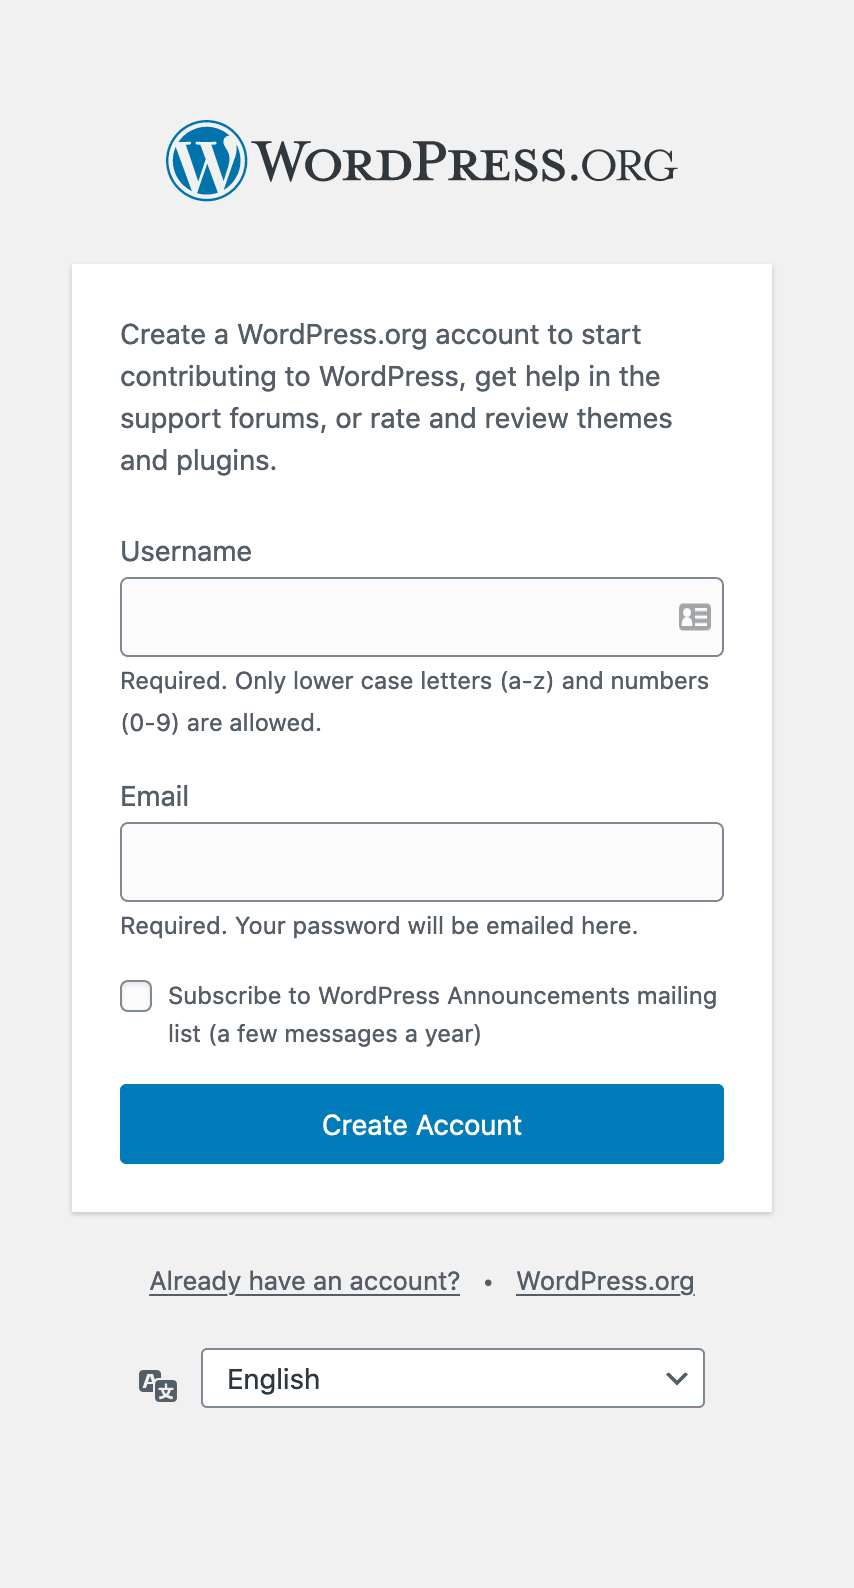 WORDPRESS.ORG
Create a WordPress.org account to start
contributing to WordPress, get help in the
support forums, or rate and review themes
and plugins.
Username
Required. Only lower case letters (a-z) and numbers
(0-9) are allowed.
Email
Required. Your password will be emailed here.
Subscribe to WordPress Announcements mailing
list (a few messages a year)
Create Account
Already have an account? • WordPress.org
A文 English